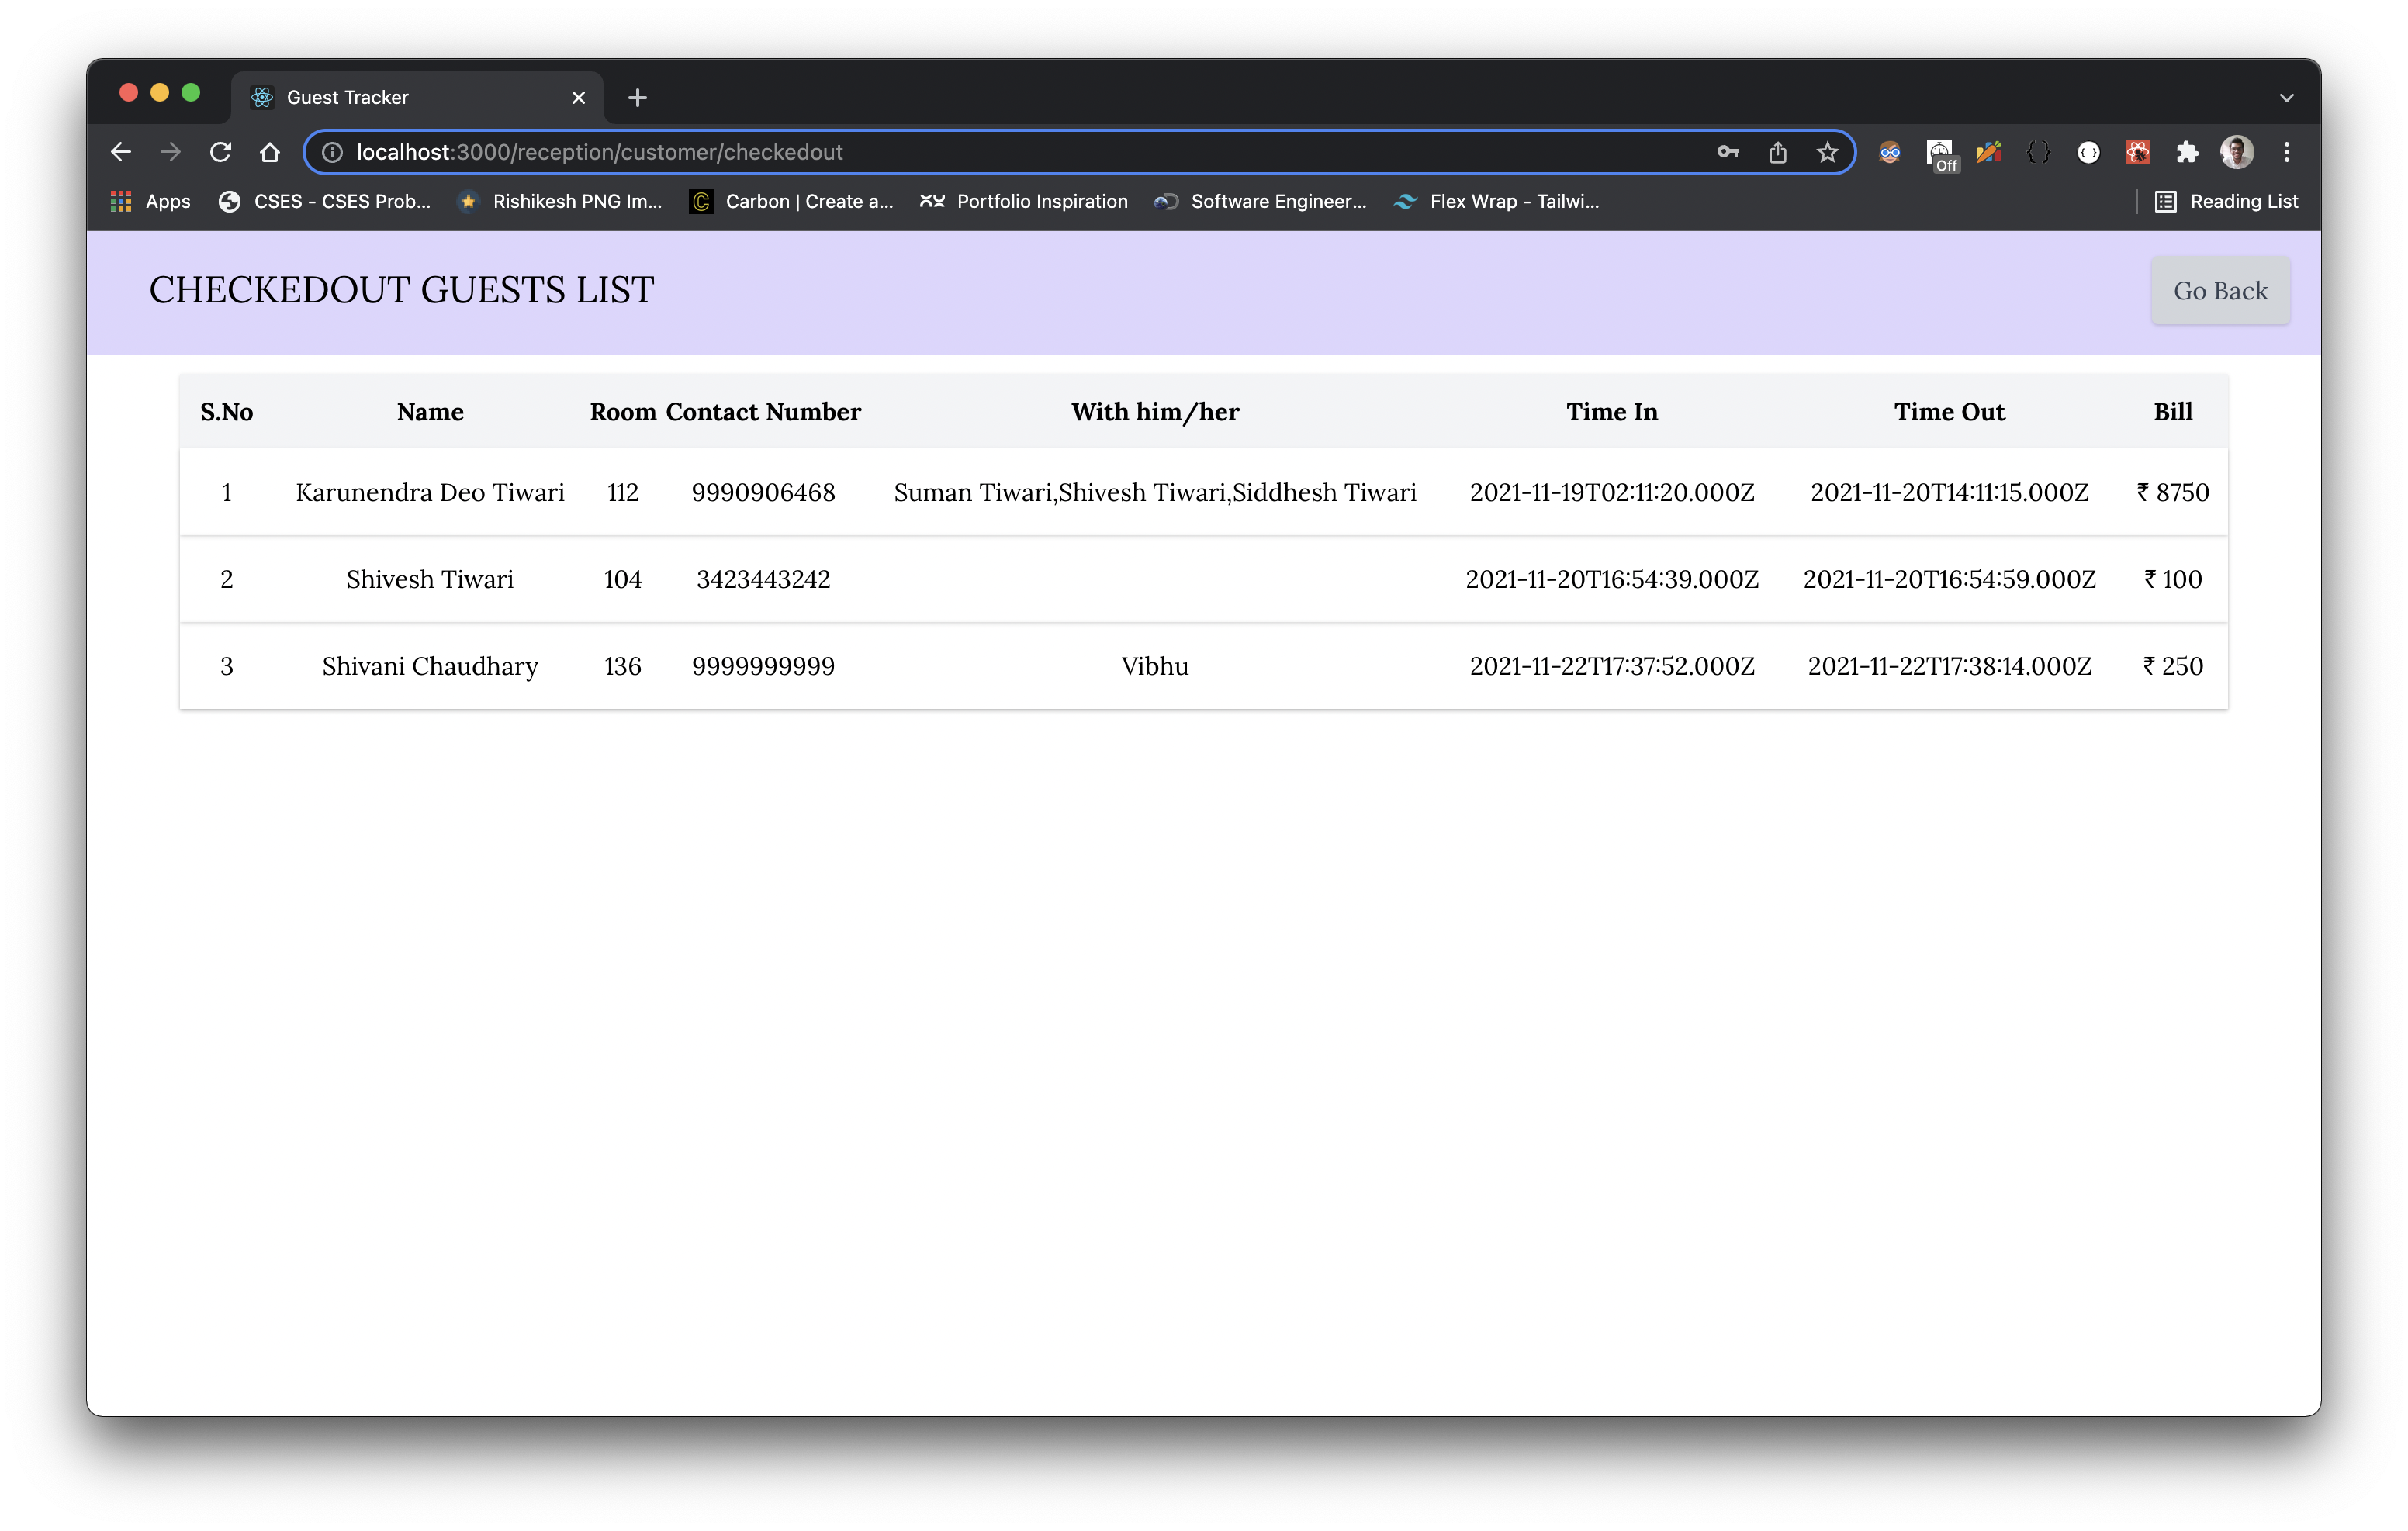 Guest Tracker
localhost:3000/reception/customer/checkedout
Off
Apps CSES - CSES Prob... Rishikesh PNG Im... Carbon | Create a... Portfolio Inspiration Software Engineer... Flex Wrap - Tailwi... Reading List
CHECKEDOUT GUESTS LIST Go Back
S.No Name Room Contact Number With him/her Time In Time Out Bill
1 Karunendra Deo Tiwari 112 9990906468 Suman Tiwari,Shivesh Tiwari,Siddhesh Tiwari 2021-11-19T02:11:20.000Z 2021-11-20T14:11:15.000Z ₹ 8750
2 Shivesh Tiwari 104 3423443242 2021-11-20T16:54:39.000Z 2021-11-20T16:54:59.000Z ₹ 100
3 Shivani Chaudhary 136 9999999999 Vibhu 2021-11-22T17:37:52.000Z 2021-11-22T17:38:14.000Z ₹ 250